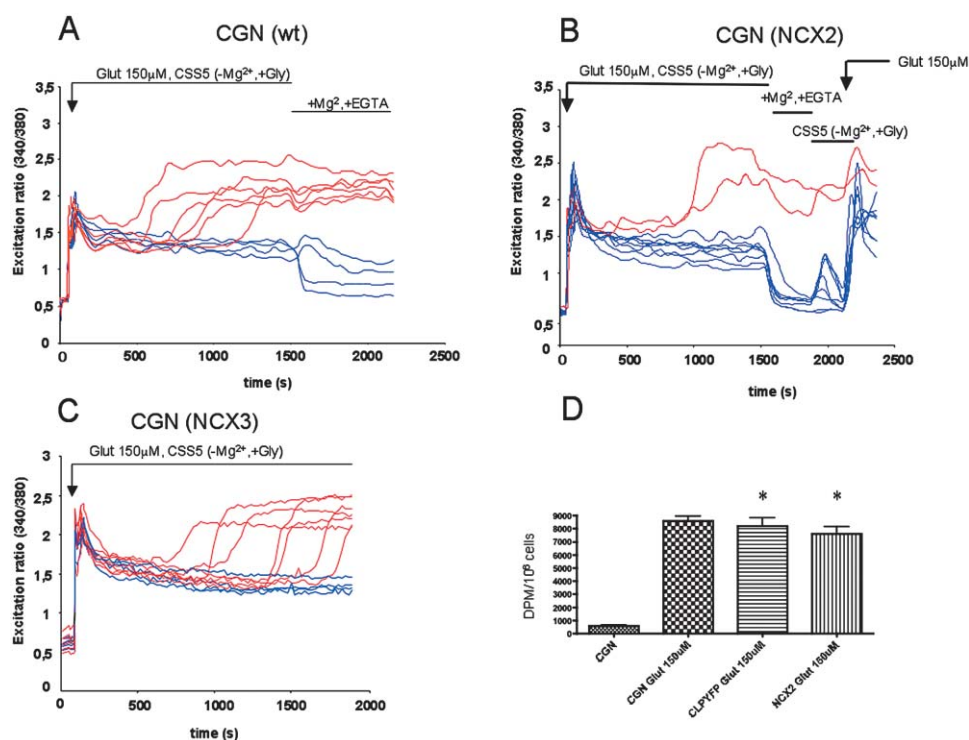 A
CGN (wt)
Glut 150µM, CSS5 (-Mg²⁺,+Gly)
+Mg²,+EGTA
Excitation ratio (340/380)
3
2,5
2
1,5
1
0,5
0
0 500 1000 1500 2000 2500
time (s)
B
CGN (NCX2)
Glut 150µM
Glut 150µM, CSS5 (-Mg²⁺,+Gly)
+Mg²,+EGTA
CSS5 (-Mg²⁺,+Gly)
Excitation ratio (340/380)
3
2,5
2
1,5
1
0,5
0
0 500 1000 1500 2000 2500
time (s)
C
CGN (NCX3)
Glut 150µM, CSS5 (-Mg²⁺,+Gly)
Excitation ratio (340/380)
3
2,5
2
1,5
1
0,5
0 500 1000 1500 2000
time (s)
D
* *
DPM/10⁶ cells
9000
8000
7000
6000
5000
4000
3000
2000
1000
0
CGN
CGN Glut 150uM
CLPYFP Glut 150uM
NCX2 Glut 150uM